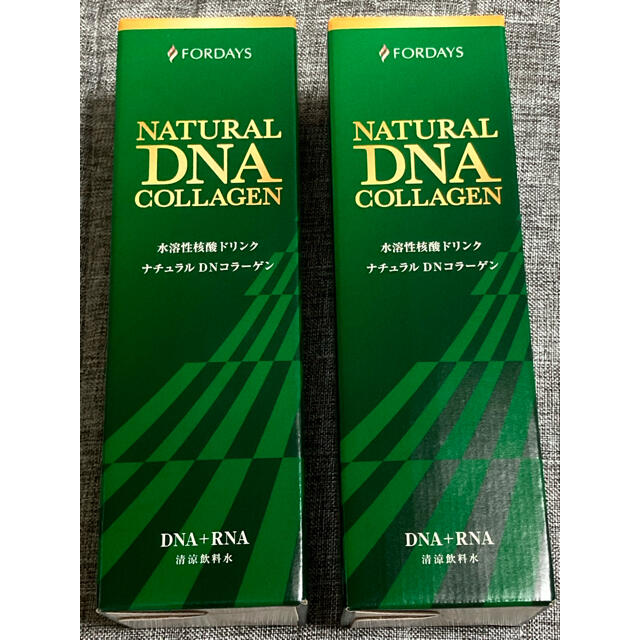 FORDAYS
NATURAL
DNA
COLLAGEN
水溶性核酸ドリンク
ナチュラル DNコラーゲン
DNA+RNA
清涼飲料水
FORDAYS
NATURAL
DNA
COLLAGEN
水溶性核酸ドリンク
ナチュラル DNコラーゲン
DNA+RNA
清涼飲料水